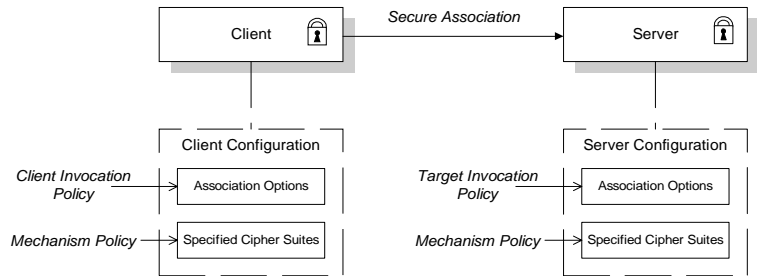 Secure Association
Client
Server
Client Configuration
Server Configuration
Client Invocation
Policy
Association Options
Target Invocation
Policy
Association Options
Mechanism Policy
Specified Cipher Suites
Mechanism Policy
Specified Cipher Suites